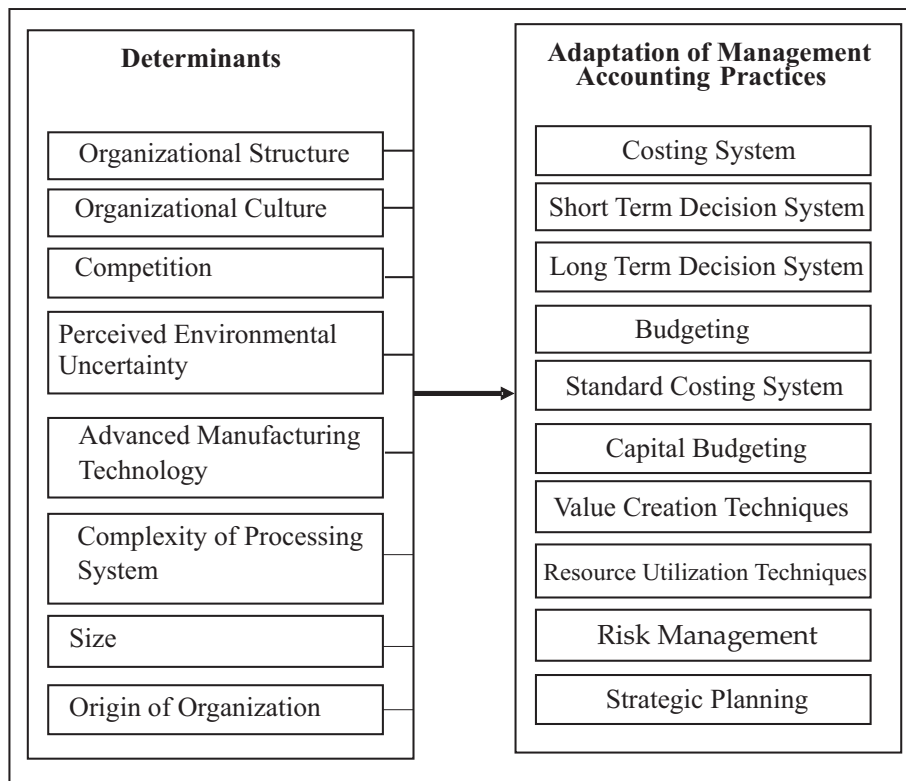 Determinants
Organizational Structure
Organizational Culture
Competition
Perceived Environmental
Uncertainty
Advanced Manufacturing
Technology
Complexity of Processing
System
Size
Origin of Organization
Adaptation of Management
Accounting Practices
Costing System
Short Term Decision System
Long Term Decision System
Budgeting
Standard Costing System
Capital Budgeting
Value Creation Techniques
Resource Utilization Techniques
Risk Management
Strategic Planning